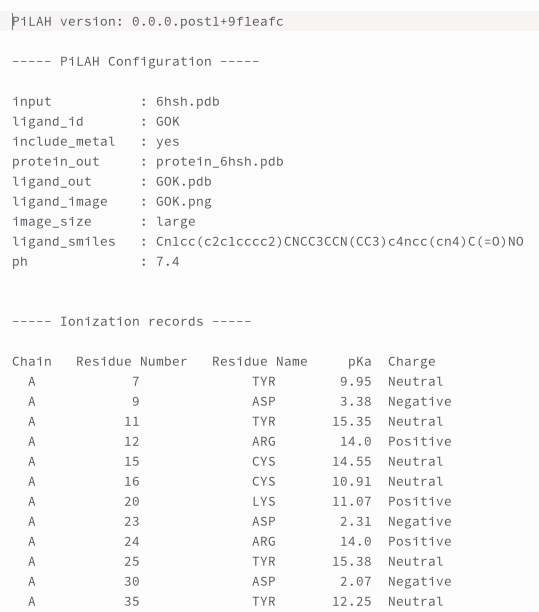 PiLAH version: 0.0.0.post1+9f1eafc
----- PiLAH Configuration -----
input : 6hsh.pdb
ligand_id : GOK
include_metal : yes
protein_out : protein_6hsh.pdb
ligand_out : GOK.pdb
ligand_image : GOK.png
image_size : large
ligand_smiles : Cn1cc(c2c1cccc2)CNCC3CCN(CC3)c4ncc(cn4)C(=O)NO
ph : 7.4
----- Ionization records -----
Chain Residue Number Residue Name pKa Charge
A 7 TYR 9.95 Neutral
A 9 ASP 3.38 Negative
A 11 TYR 15.35 Neutral
A 12 ARG 14.0 Positive
A 15 CYS 14.55 Neutral
A 16 CYS 10.91 Neutral
A 20 LYS 11.07 Positive
A 23 ASP 2.31 Negative
A 24 ARG 14.0 Positive
A 25 TYR 15.38 Neutral
A 30 ASP 2.07 Negative
A 35 TYR 12.25 Neutral